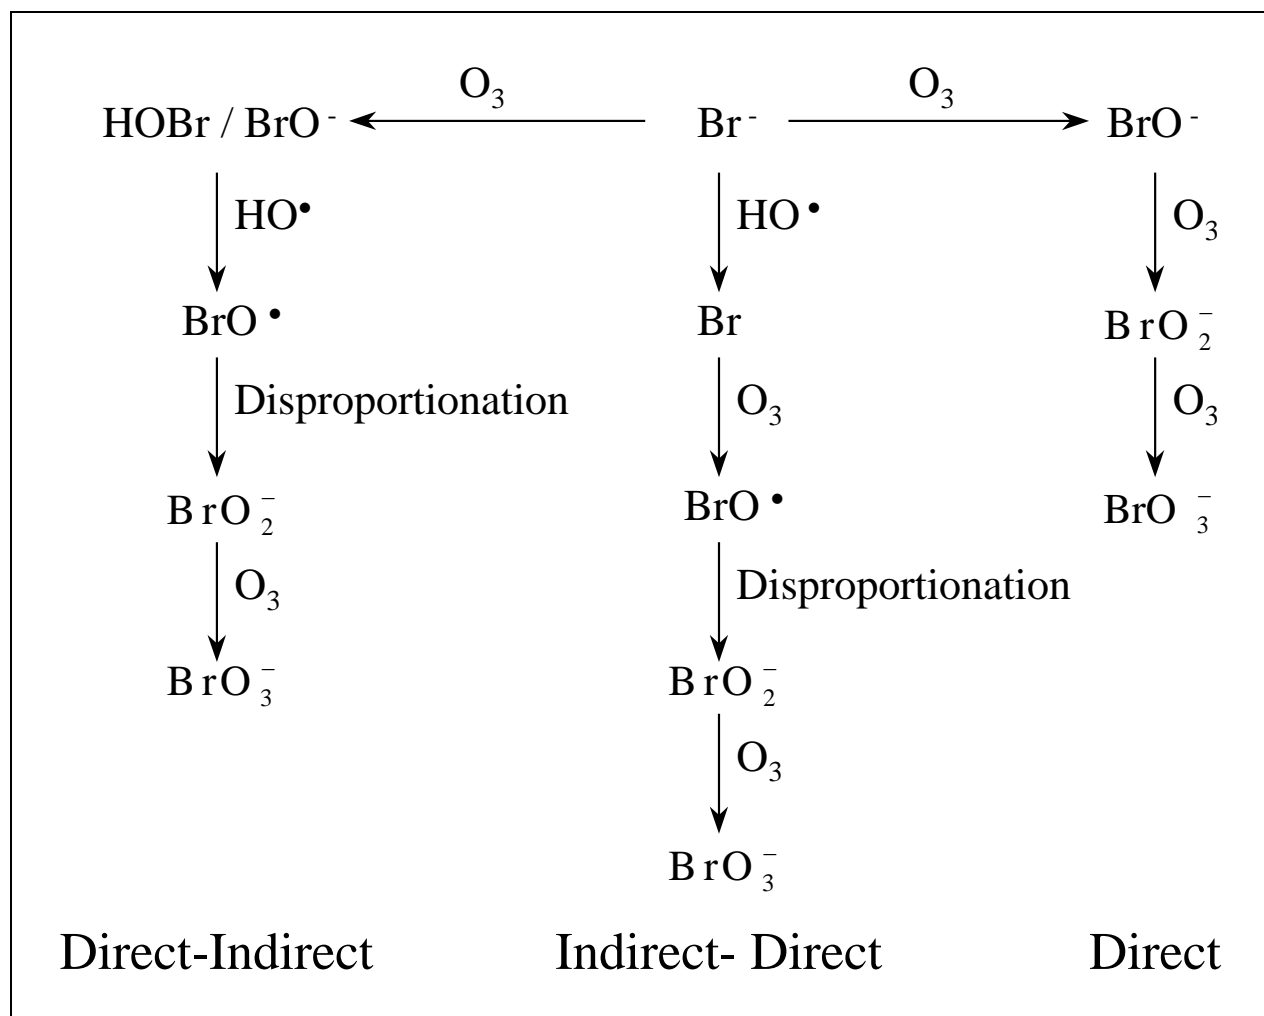 O₃ O₃
HOBr / BrO⁻ Br⁻ BrO⁻
HO• HO• O₃
BrO• Br BrO₂⁻
Disproportionation O₃ O₃
BrO₂⁻ BrO• BrO₃⁻
O₃ Disproportionation
BrO₃⁻ BrO₂⁻
O₃
BrO₃⁻
Direct-Indirect Indirect- Direct Direct